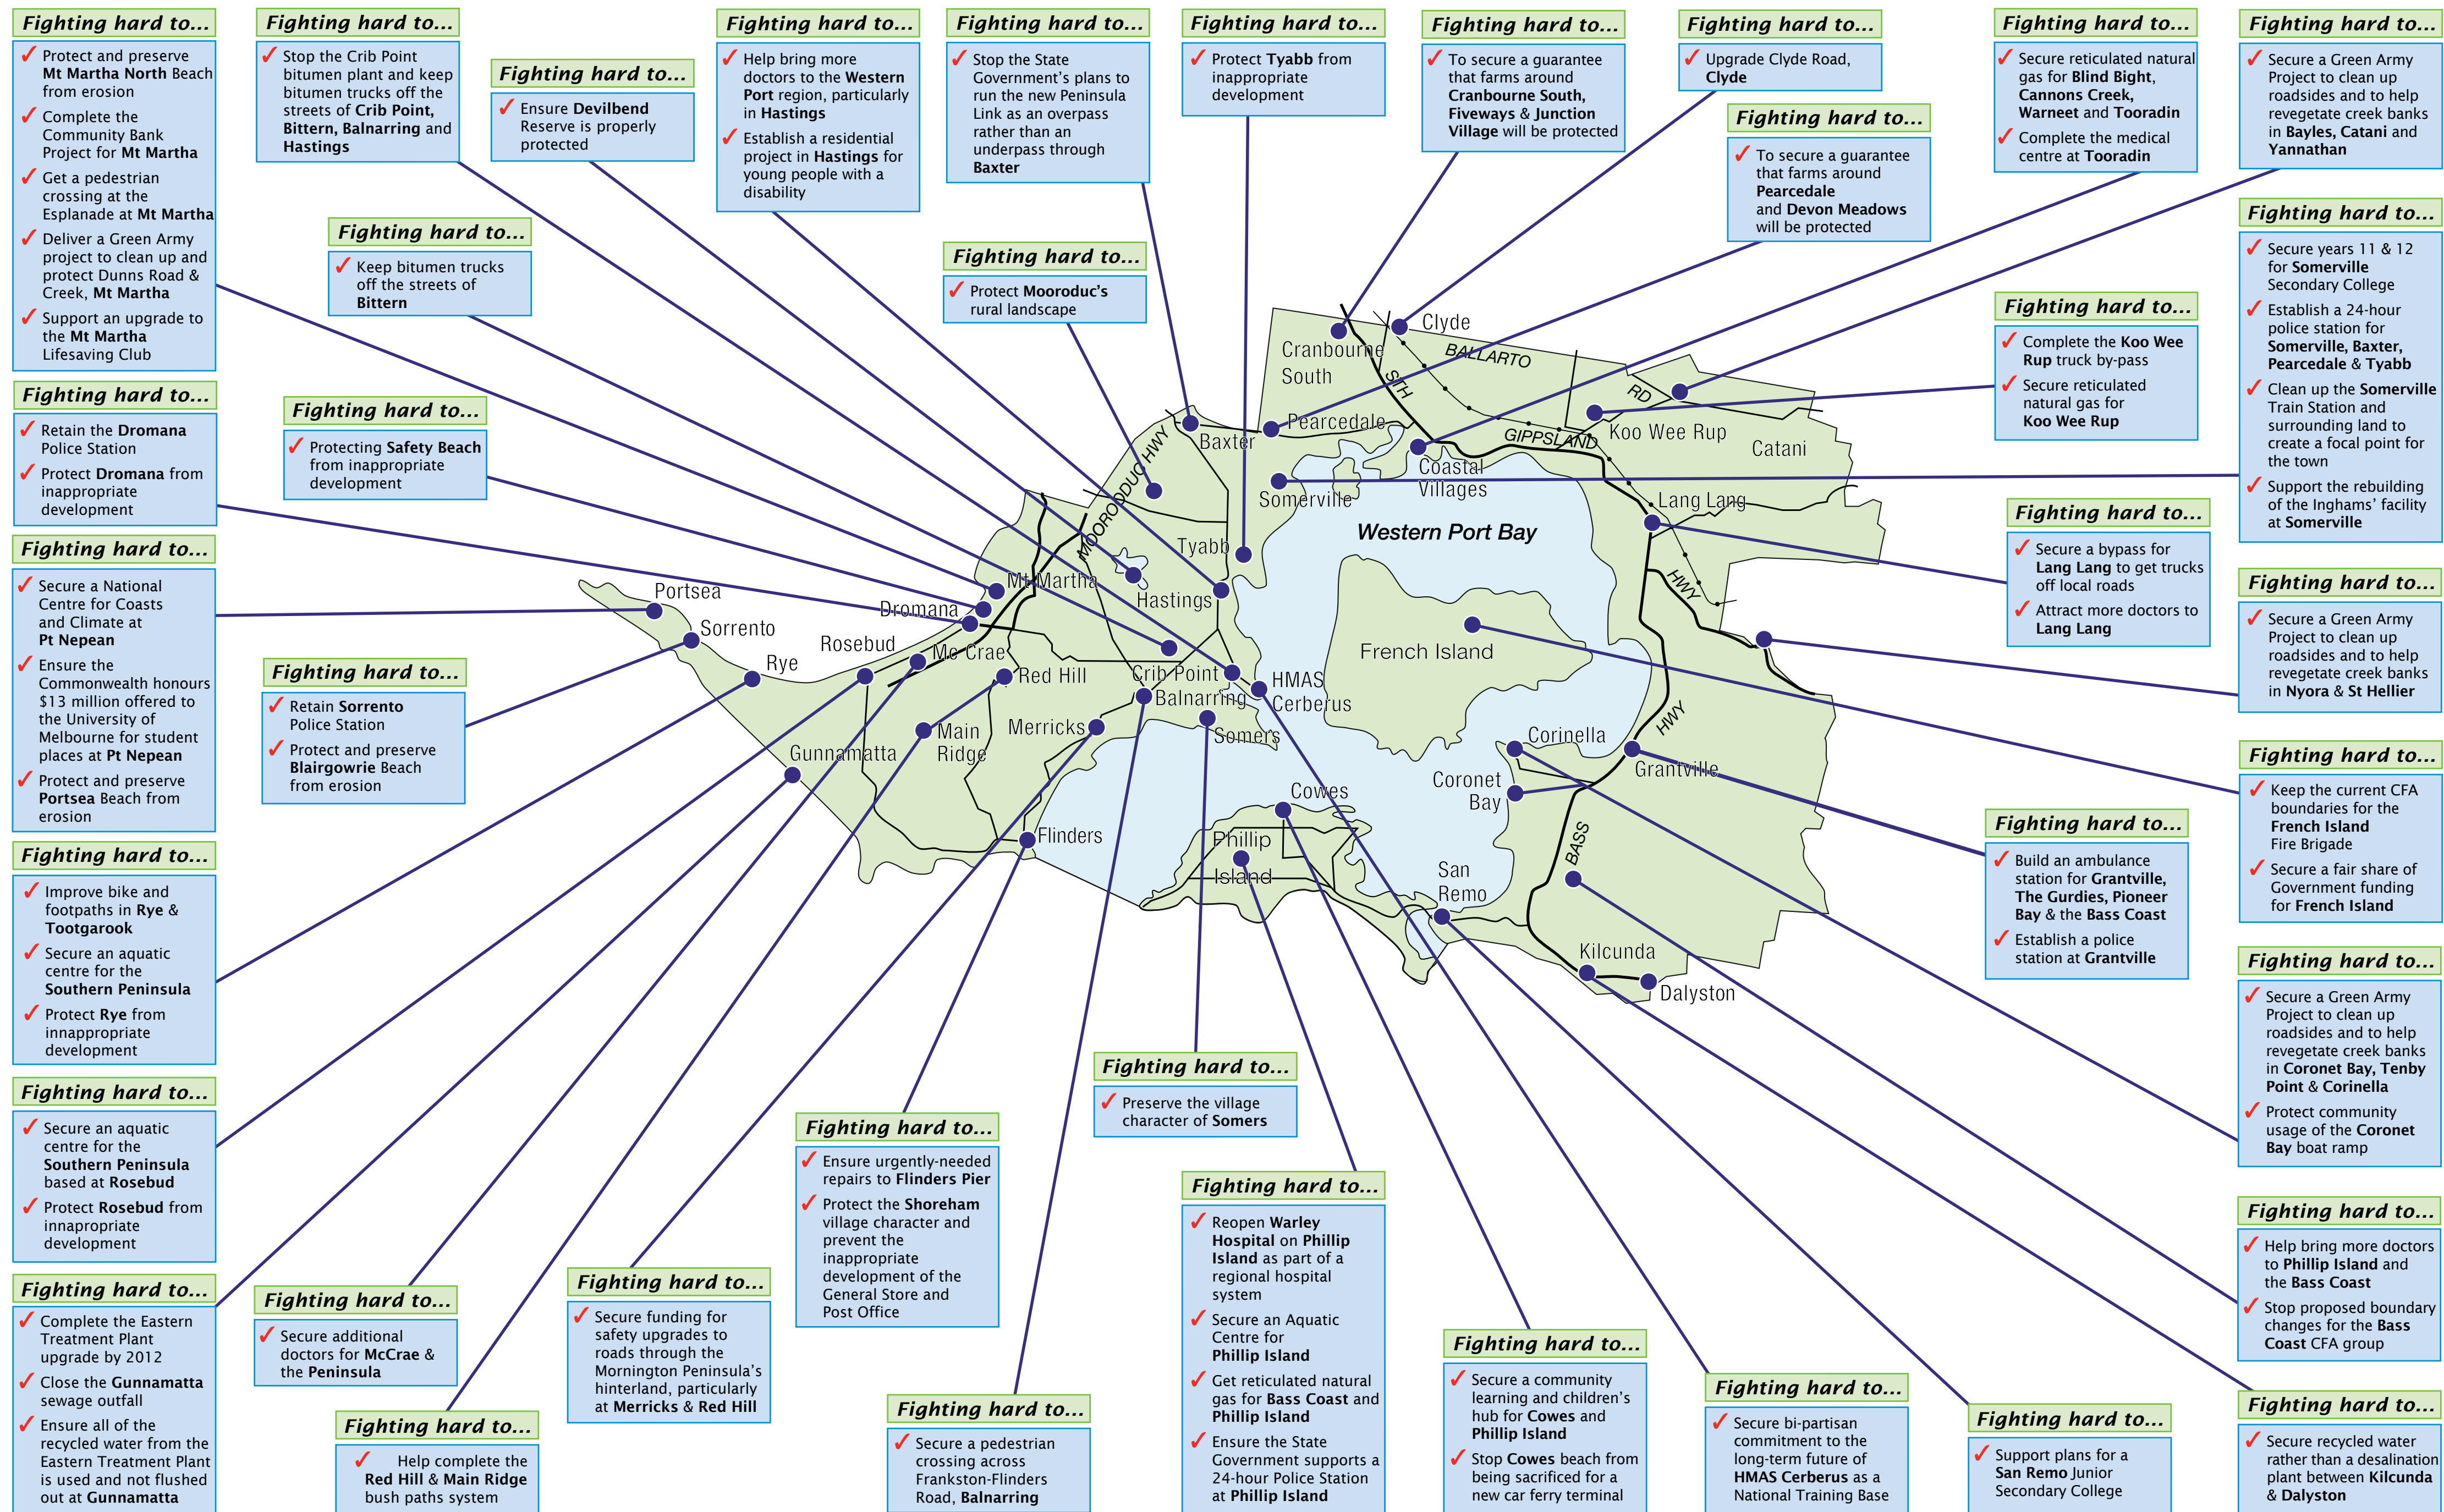 Fighting hard to...
✓ Protect and preserve
Mt Martha North Beach
from erosion
✓ Complete the
Community Bank
Project for Mt Martha
✓ Get a pedestrian
crossing at the
Esplanade at Mt Martha
✓ Deliver a Green Army
project to clean up and
protect Dunns Road &
Creek, Mt Martha
✓ Support an upgrade to
the Mt Martha
Lifesaving Club
Fighting hard to...
✓ Stop the Crib Point
bitumen plant and keep
bitumen trucks off the
streets of Crib Point,
Bittern, Balnarring and
Hastings
Fighting hard to...
✓ Ensure Devilbend
Reserve is properly
protected
Fighting hard to...
✓ Help bring more
doctors to the Western
Port region, particularly
in Hastings
✓ Establish a residential
project in Hastings for
young people with a
disability
Fighting hard to...
✓ Stop the State
Government's plans to
run the new Peninsula
Link as an overpass
rather than an
underpass through
Baxter
Fighting hard to...
✓ Protect Tyabb from
inappropriate
development
Fighting hard to...
✓ To secure a guarantee
that farms around
Cranbourne South,
Fiveways & Junction
Village will be protected
Fighting hard to...
✓ Upgrade Clyde Road,
Clyde
Fighting hard to...
✓ To secure a guarantee
that farms around
Pearcedale
and Devon Meadows
will be protected
Fighting hard to...
✓ Secure reticulated natural
gas for Blind Bight,
Cannons Creek,
Warneet and Tooradin
✓ Complete the medical
centre at Tooradin
Fighting hard to...
✓ Secure a Green Army
Project to clean up
roadsides and to help
revegetate creek banks
in Bayles, Catani and
Yannathan
Fighting hard to...
✓ Keep bitumen trucks
off the streets of
Bittern
Fighting hard to...
✓ Protect Mooroduc's
rural landscape
Fighting hard to...
✓ Complete the Koo Wee
Rup truck by-pass
✓ Secure reticulated
natural gas for
Koo Wee Rup
Fighting hard to...
✓ Secure years 11 & 12
for Somerville
Secondary College
✓ Establish a 24-hour
police station for
Somerville, Baxter,
Pearcedale & Tyabb
✓ Clean up the Somerville
Train Station and
surrounding land to
create a focal point for
the town
✓ Support the rebuilding
of the Inghams' facility
at Somerville
Fighting hard to...
✓ Retain the Dromana
Police Station
✓ Protect Dromana from
inappropriate
development
Fighting hard to...
✓ Protecting Safety Beach
from inappropriate
development
Fighting hard to...
✓ Secure a bypass for
Lang Lang to get trucks
off local roads
✓ Attract more doctors to
Lang Lang
Fighting hard to...
✓ Secure a National
Centre for Coasts
and Climate at
Pt Nepean
✓ Ensure the
Commonwealth honours
$13 million offered to
the University of
Melbourne for student
places at Pt Nepean
✓ Protect and preserve
Portsea Beach from
erosion
Fighting hard to...
✓ Retain Sorrento
Police Station
✓ Protect and preserve
Blairgowrie Beach
from erosion
Fighting hard to...
✓ Secure a Green Army
Project to clean up
roadsides and to help
revegetate creek banks
in Nyora & St Hellier
Fighting hard to...
✓ Keep the current CFA
boundaries for the
French Island
Fire Brigade
✓ Secure a fair share of
Government funding
for French Island
Clyde
Cranbourne
South
BALLARTO
RD
STH
GIPPSLAND
HWY
Pearcedale
Baxter
Koo Wee Rup
Catani
MOORODUC HWY
Coastal
Villages
Somerville
Lang Lang
Western Port Bay
Tyabb
Mt Martha
Hastings
Dromana
Portsea
Sorrento
Rye
Rosebud
Mc Crae
Red Hill
Crib Point
Balnarring
HMAS
Cerberus
French Island
Main
Ridge
Merricks
Somers
Gunnamatta
Corinella
Grantville
Coronet
Bay
HWY
BASS
Cowes
Phillip
Island
Flinders
San
Remo
Kilcunda
Dalyston
Fighting hard to...
✓ Improve bike and
footpaths in Rye &
Tootgarook
✓ Secure an aquatic
centre for the
Southern Peninsula
✓ Protect Rye from
innappropriate
development
Fighting hard to...
✓ Build an ambulance
station for Grantville,
The Gurdies, Pioneer
Bay & the Bass Coast
✓ Establish a police
station at Grantville
Fighting hard to...
✓ Secure a Green Army
Project to clean up
roadsides and to help
revegetate creek banks
in Coronet Bay, Tenby
Point & Corinella
✓ Protect community
usage of the Coronet
Bay boat ramp
Fighting hard to...
✓ Secure an aquatic
centre for the
Southern Peninsula
based at Rosebud
✓ Protect Rosebud from
innapropriate
development
Fighting hard to...
✓ Preserve the village
character of Somers
Fighting hard to...
✓ Ensure urgently-needed
repairs to Flinders Pier
✓ Protect the Shoreham
village character and
prevent the
inappropriate
development of the
General Store and
Post Office
Fighting hard to...
✓ Reopen Warley
Hospital on Phillip
Island as part of a
regional hospital
system
✓ Secure an Aquatic
Centre for
Phillip Island
✓ Get reticulated natural
gas for Bass Coast and
Phillip Island
✓ Ensure the State
Government supports a
24-hour Police Station
at Phillip Island
Fighting hard to...
✓ Help bring more doctors
to Phillip Island and
the Bass Coast
✓ Stop proposed boundary
changes for the Bass
Coast CFA group
Fighting hard to...
✓ Complete the Eastern
Treatment Plant
upgrade by 2012
✓ Close the Gunnamatta
sewage outfall
✓ Ensure all of the
recycled water from the
Eastern Treatment Plant
is used and not flushed
out at Gunnamatta
Fighting hard to...
✓ Secure additional
doctors for McCrae &
the Peninsula
Fighting hard to...
✓ Help complete the
Red Hill & Main Ridge
bush paths system
Fighting hard to...
✓ Secure funding for
safety upgrades to
roads through the
Mornington Peninsula's
hinterland, particularly
at Merricks & Red Hill
Fighting hard to...
✓ Secure a pedestrian
crossing across
Frankston-Flinders
Road, Balnarring
Fighting hard to...
✓ Secure a community
learning and children's
hub for Cowes and
Phillip Island
✓ Stop Cowes beach from
being sacrificed for a
new car ferry terminal
Fighting hard to...
✓ Secure bi-partisan
commitment to the
long-term future of
HMAS Cerberus as a
National Training Base
Fighting hard to...
✓ Support plans for a
San Remo Junior
Secondary College
Fighting hard to...
✓ Secure recycled water
rather than a desalination
plant between Kilcunda
& Dalyston